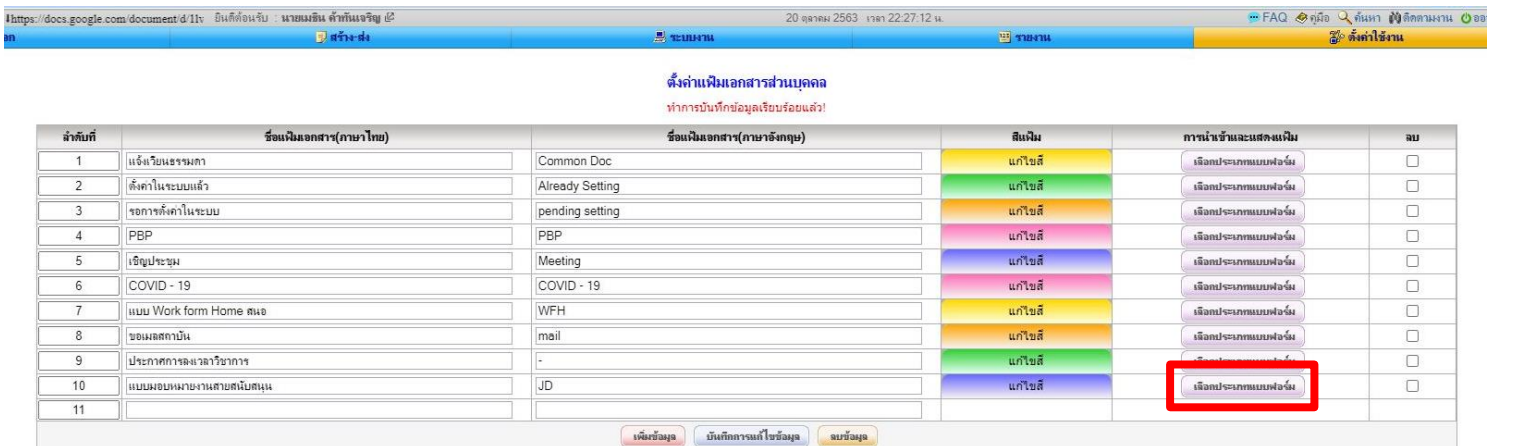 https://docs.google.com/document/d/1Iv ยินดีต้อนรับ : นายเมธิน ค้าทันเจริญ 20 ตุลาคม 2563 เวลา 22:27:12 น. FAQ คู่มือ ค้นหา ติดตามงาน ออ
อก สร้าง-ส่ง ระบบงาน รายงาน ตั้งค่าใช้งาน
ตั้งค่าแฟ้มเอกสารส่วนบุคคล
ทำการบันทึกข้อมูลเรียบร้อยแล้ว!
ลำดับที่ ชื่อแฟ้มเอกสาร(ภาษาไทย) ชื่อแฟ้มเอกสาร(ภาษาอังกฤษ) สีแฟ้ม การนำเข้าและแสดงแฟ้ม ลบ
1 แจ้งเวียนธรรมดา Common Doc แก้ไขสี เลือกประเภทแบบฟอร์ม
2 ตั้งค่าในระบบแล้ว Already Setting แก้ไขสี เลือกประเภทแบบฟอร์ม
3 รอการตั้งค่าในระบบ pending setting แก้ไขสี เลือกประเภทแบบฟอร์ม
4 PBP PBP แก้ไขสี เลือกประเภทแบบฟอร์ม
5 เชิญประชุม Meeting แก้ไขสี เลือกประเภทแบบฟอร์ม
6 COVID - 19 COVID - 19 แก้ไขสี เลือกประเภทแบบฟอร์ม
7 แบบ Work form Home สนอ WFH แก้ไขสี เลือกประเภทแบบฟอร์ม
8 ขอเมลสถาบัน mail แก้ไขสี เลือกประเภทแบบฟอร์ม
9 ประกาศการลงเวลาวิชาการ - แก้ไขสี เลือกประเภทแบบฟอร์ม
10 แบบมอบหมายงานสายสนับสนุน JD แก้ไขสี เลือกประเภทแบบฟอร์ม
11
เพิ่มข้อมูล บันทึกการแก้ไขข้อมูล ลบข้อมูล